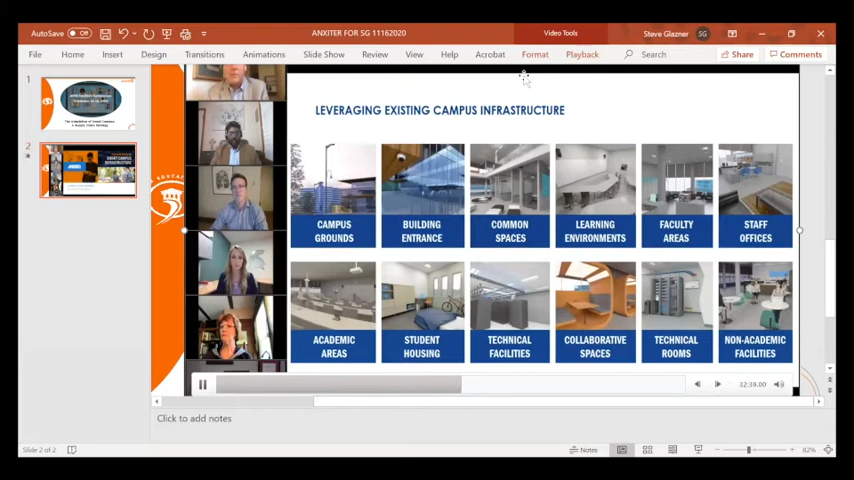 AutoSave Off
ANXITER FOR SG 11162020
Video Tools
Steve Glazner SG
File Home Insert Design Transitions Animations Slide Show Review View Help Acrobat Format Playback Search Share Comments
1
2
LEVERAGING EXISTING CAMPUS INFRASTRUCTURE
CAMPUS
GROUNDS
BUILDING
ENTRANCE
COMMON
SPACES
LEARNING
ENVIRONMENTS
FACULTY
AREAS
STAFF
OFFICES
ACADEMIC
AREAS
STUDENT
HOUSING
TECHNICAL
FACILITIES
COLLABORATIVE
SPACES
TECHNICAL
ROOMS
NON-ACADEMIC
FACILITIES
32:39.00
Click to add notes
Slide 2 of 2
Notes
82%